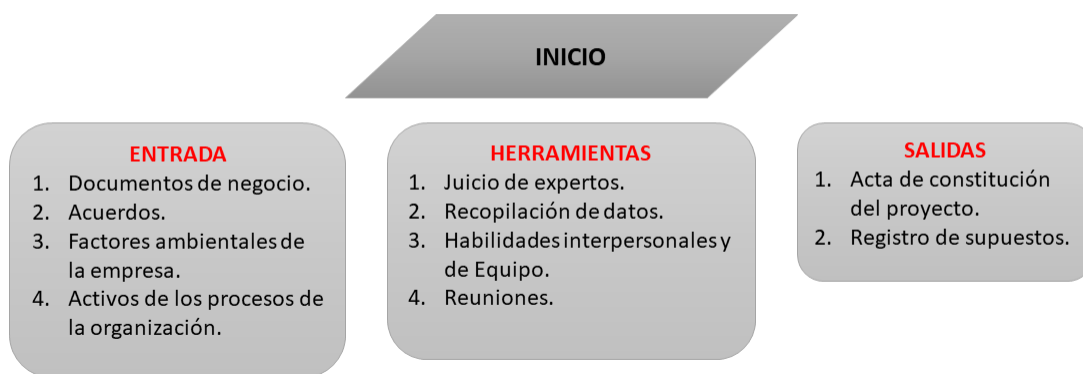 INICIO
ENTRADA
1. Documentos de negocio.
2. Acuerdos.
3. Factores ambientales de
la empresa.
4. Activos de los procesos de
la organización.
HERRAMIENTAS
1. Juicio de expertos.
2. Recopilación de datos.
3. Habilidades interpersonales y
de Equipo.
4. Reuniones.
SALIDAS
1. Acta de constitución
del proyecto.
2. Registro de supuestos.